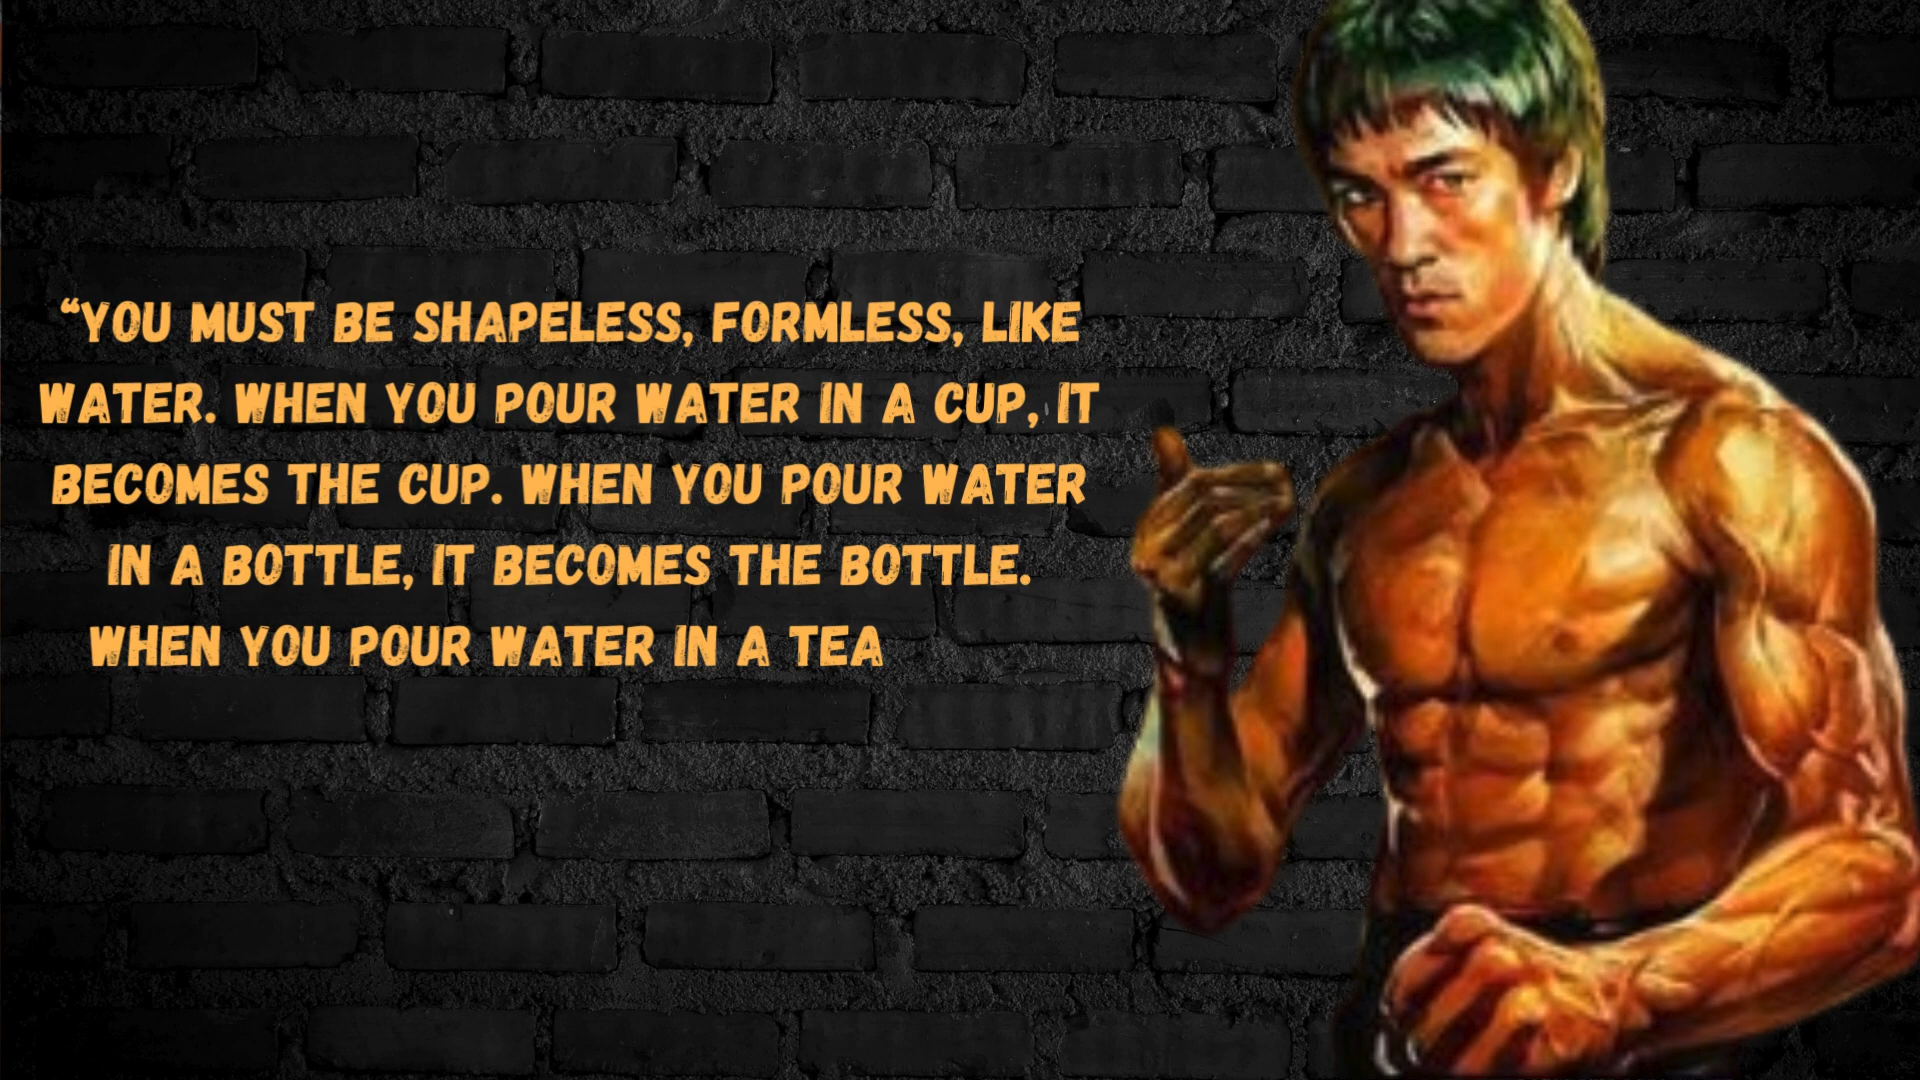 “YOU MUST BE SHAPELESS, FORMLESS, LIKE
WATER. WHEN YOU POUR WATER IN A CUP, IT
BECOMES THE CUP. WHEN YOU POUR WATER
IN A BOTTLE, IT BECOMES THE BOTTLE.
WHEN YOU POUR WATER IN A TEA